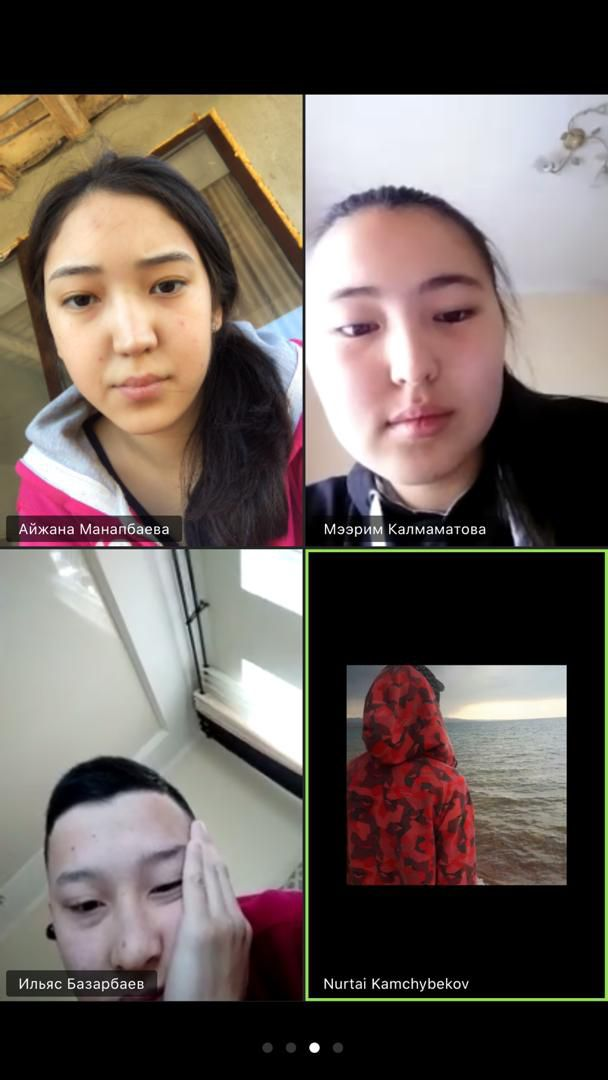 Айжана Манапбаева
Мээрим Калмаматова
Ильяс Базарбаев
Nurtai Kamchybekov